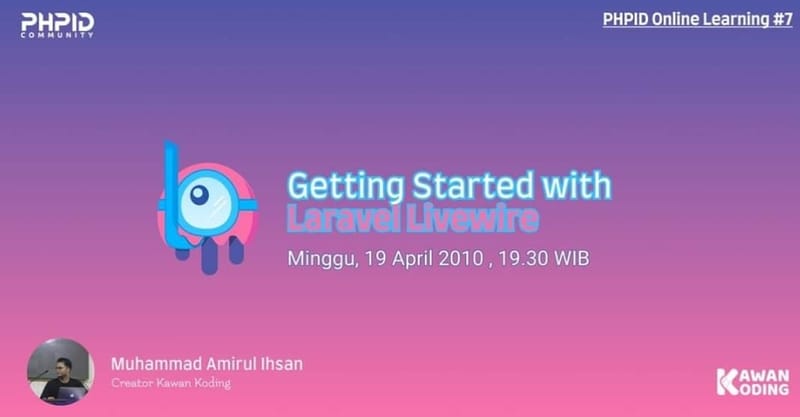 PHPID
COMMUNITY
PHPID Online Learning #7
Getting Started with
Laravel Livewire
Minggu, 19 April 2010 , 19.30 WIB
Muhammad Amirul Ihsan
Creator Kawan Koding
KAWAN
KODING